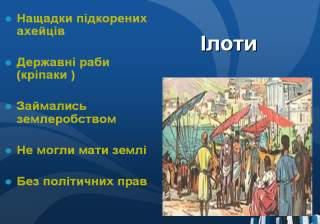 Нащадки підкорених
ахейців
Державні раби
(кріпаки )
Займались
землеробством
Не могли мати землі
Без політичних прав
Ілоти